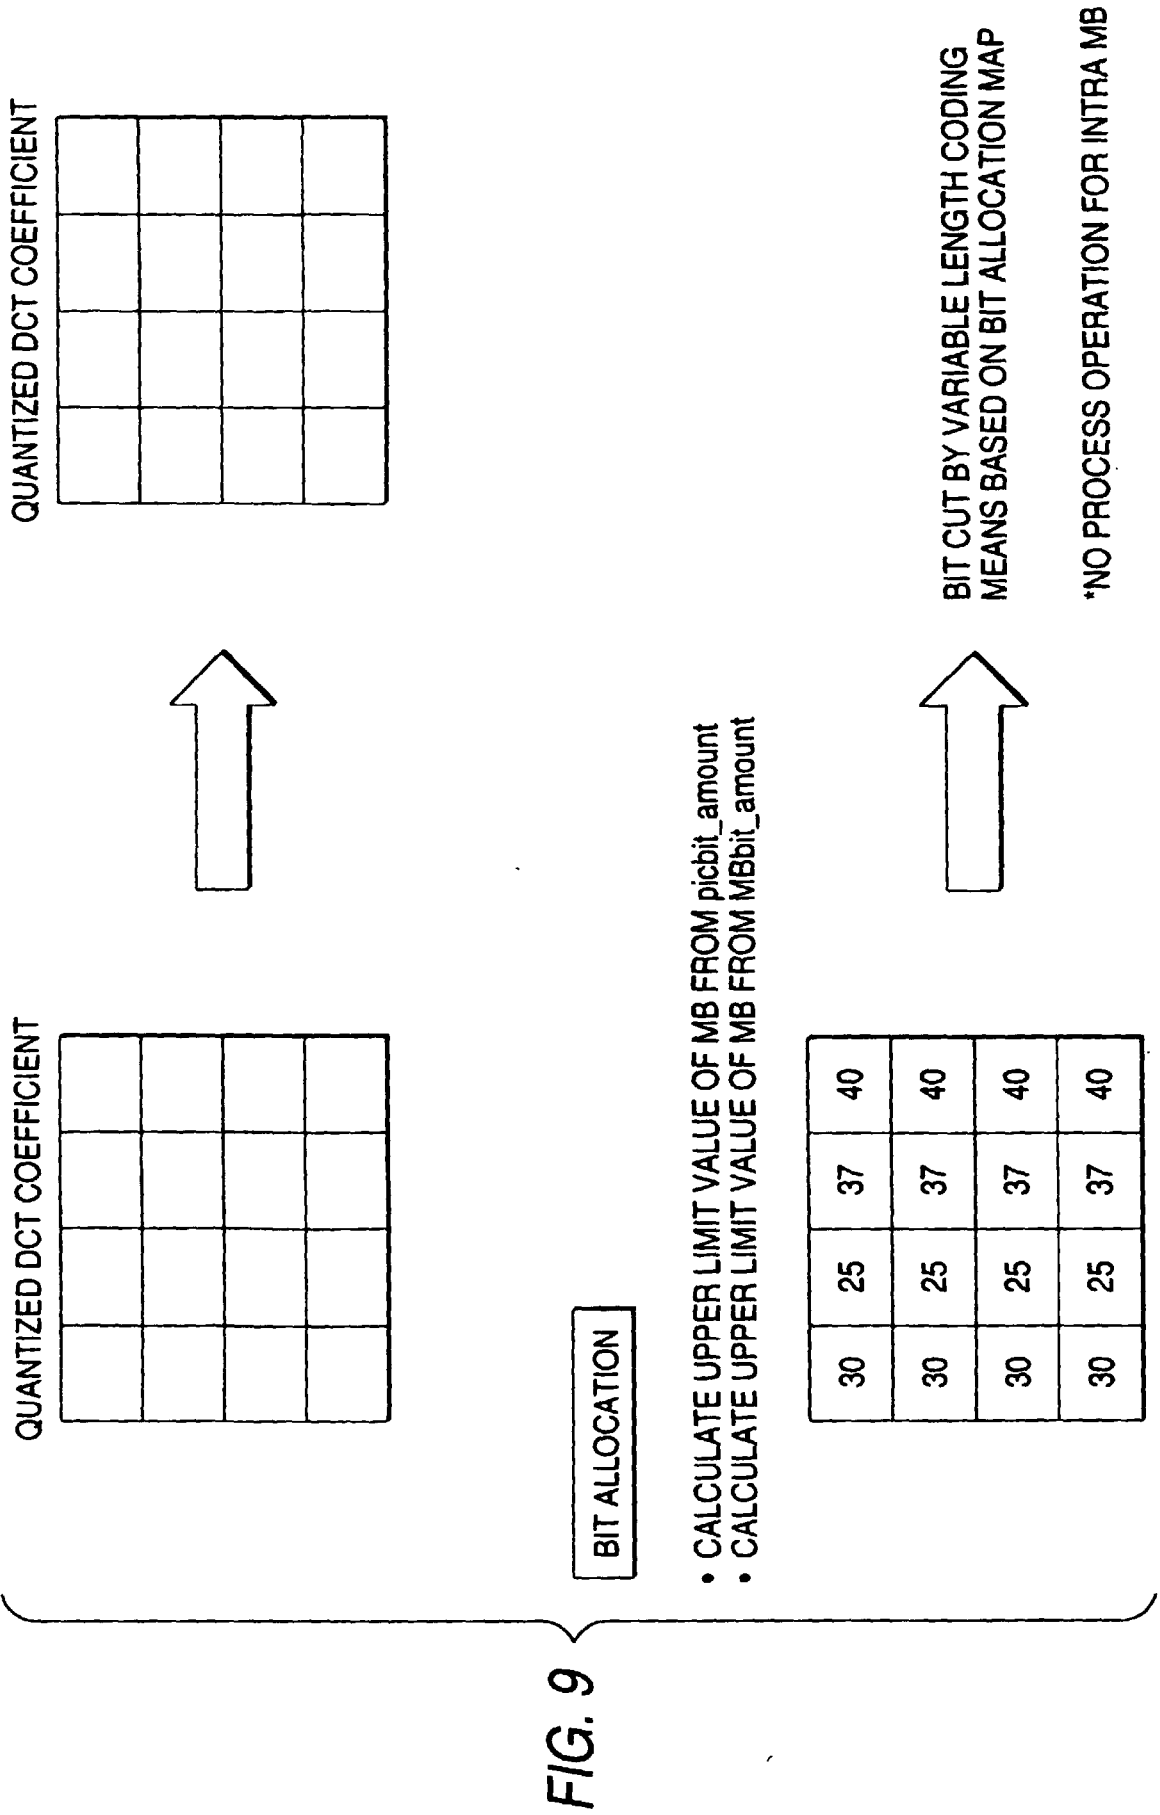 FIG. 9
QUANTIZED DCT COEFFICIENT
QUANTIZED DCT COEFFICIENT
BIT ALLOCATION
• CALCULATE UPPER LIMIT VALUE OF MB FROM picbit_amount
• CALCULATE UPPER LIMIT VALUE OF MB FROM MBbit_amount
30 25 37 40
30 25 37 40
30 25 37 40
30 25 37 40
BIT CUT BY VARIABLE LENGTH CODING
MEANS BASED ON BIT ALLOCATION MAP
*NO PROCESS OPERATION FOR INTRA MB